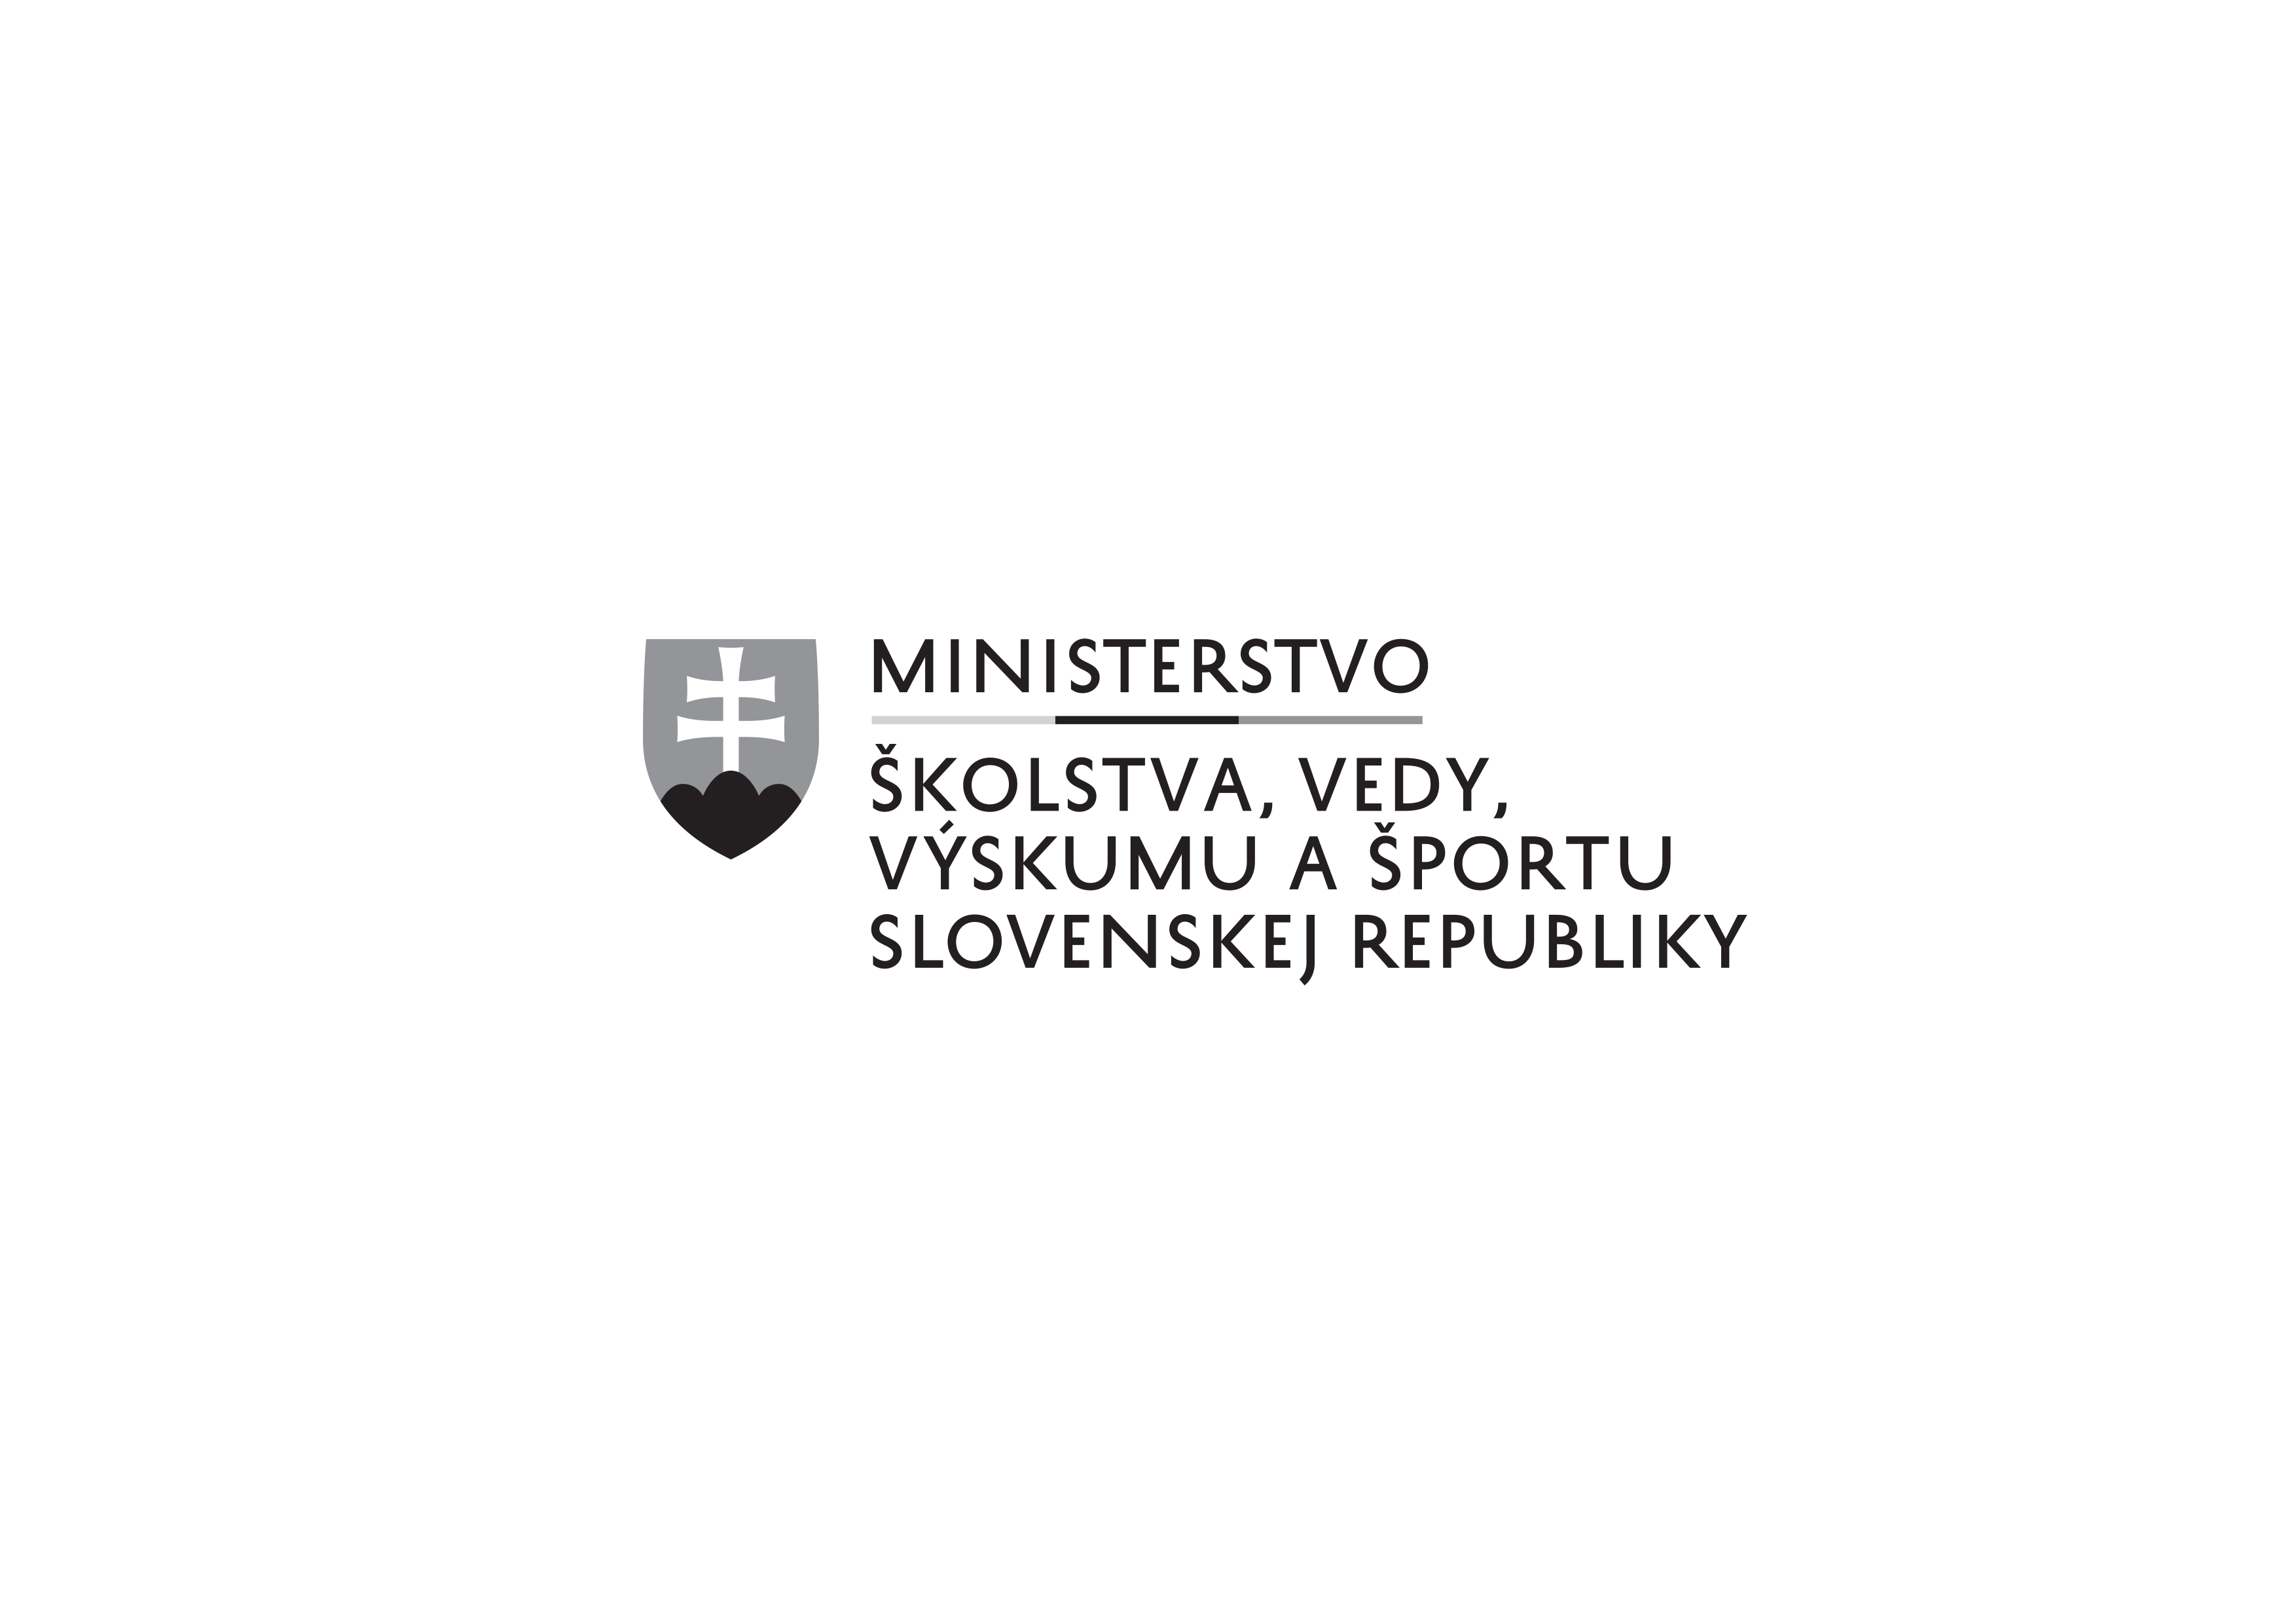 MINISTERSTVO
ŠKOLSTVA, VEDY,
VÝSKUMU A ŠPORTU
SLOVENSKEJ REPUBLIKY